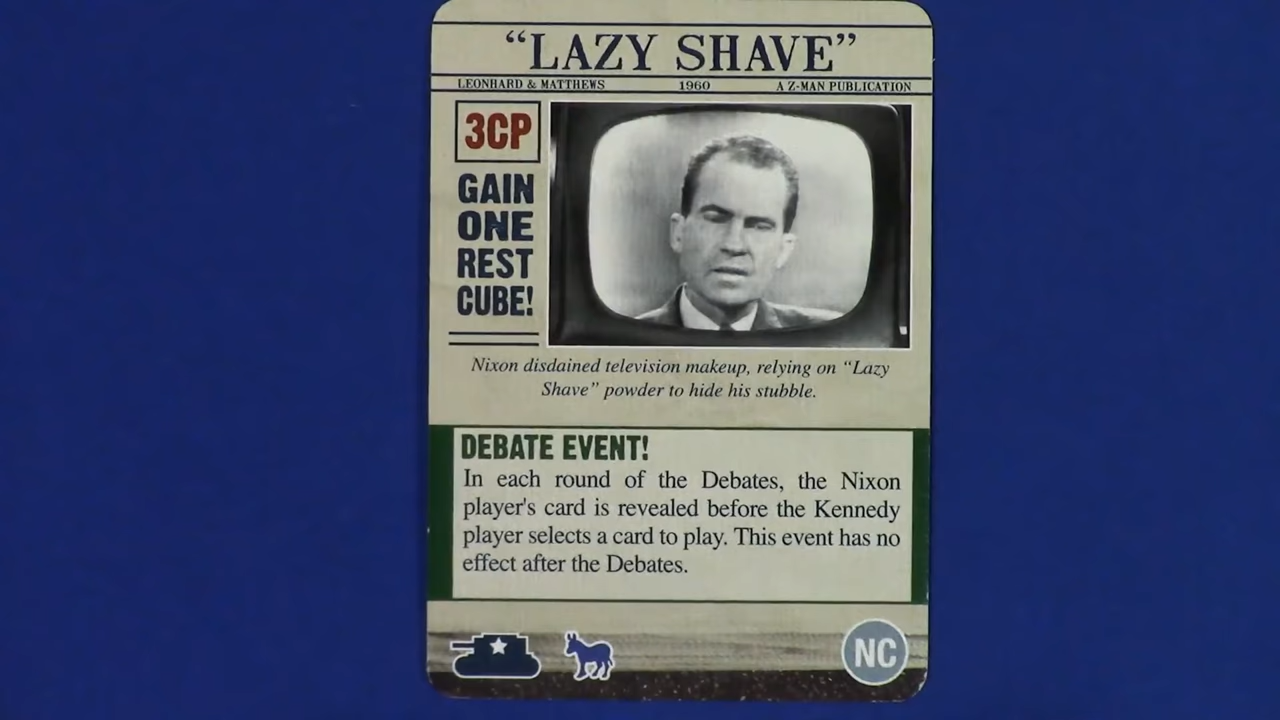 “LAZY SHAVE”
LEONHARD & MATTHEWS 1960 A Z-MAN PUBLICATION
3CP
GAIN
ONE
REST
CUBE!
Nixon disdained television makeup, relying on “Lazy
Shave” powder to hide his stubble.
DEBATE EVENT!
In each round of the Debates, the Nixon
player's card is revealed before the Kennedy
player selects a card to play. This event has no
effect after the Debates.
NC